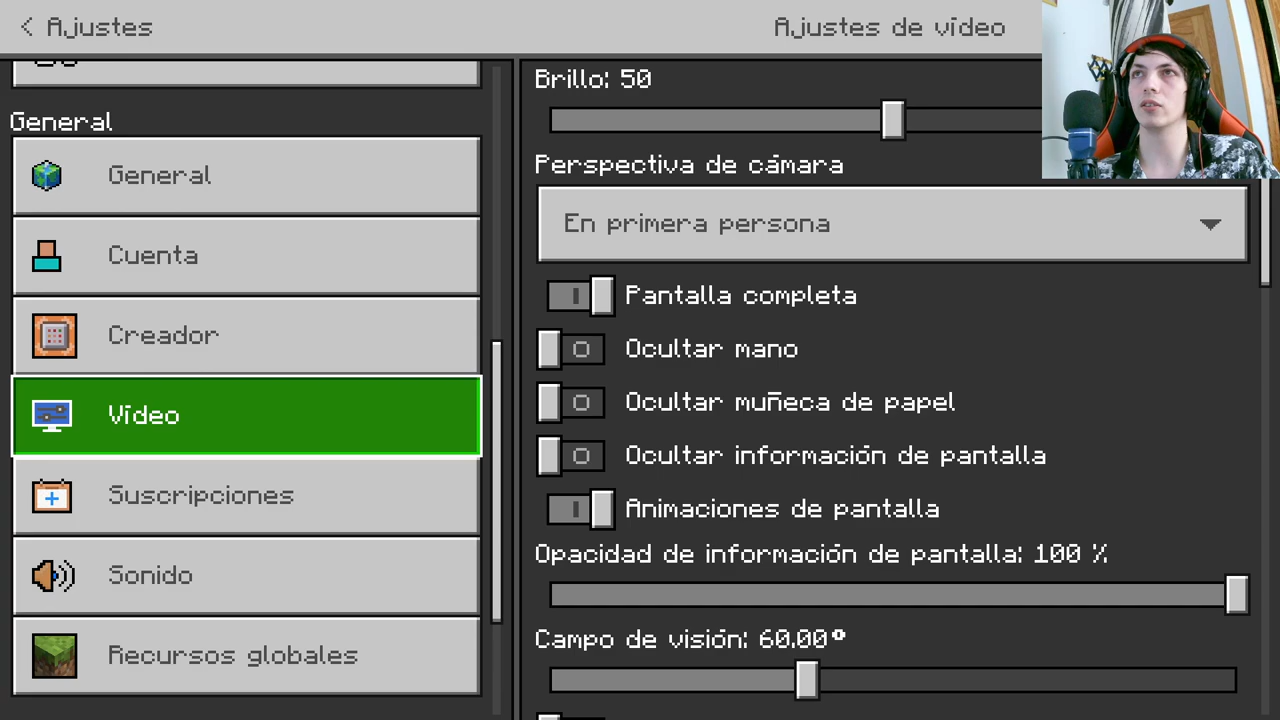 Ajustes
Ajustes de vídeo
General
General
Cuenta
Creador
Vídeo
Suscripciones
Sonido
Recursos globales
Brillo: 50
Perspectiva de cámara
En primera persona
Pantalla completa
Ocultar mano
Ocultar muñeca de papel
Ocultar información de pantalla
Animaciones de pantalla
Opacidad de información de pantalla: 100 %
Campo de visión: 60.00°